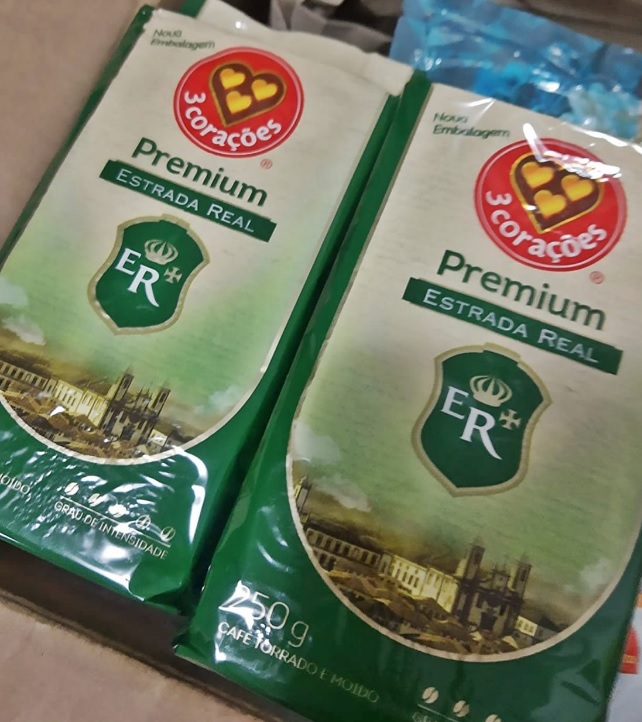 Nova
Embalagem
3 corações
®
Premium
ESTRADA REAL
ER
MOÍDO
GRAU DE INTENSIDADE
Nova
Embalagem
3 corações
®
Premium
ESTRADA REAL
ER
250g
CAFÉ TORRADO E MOÍDO